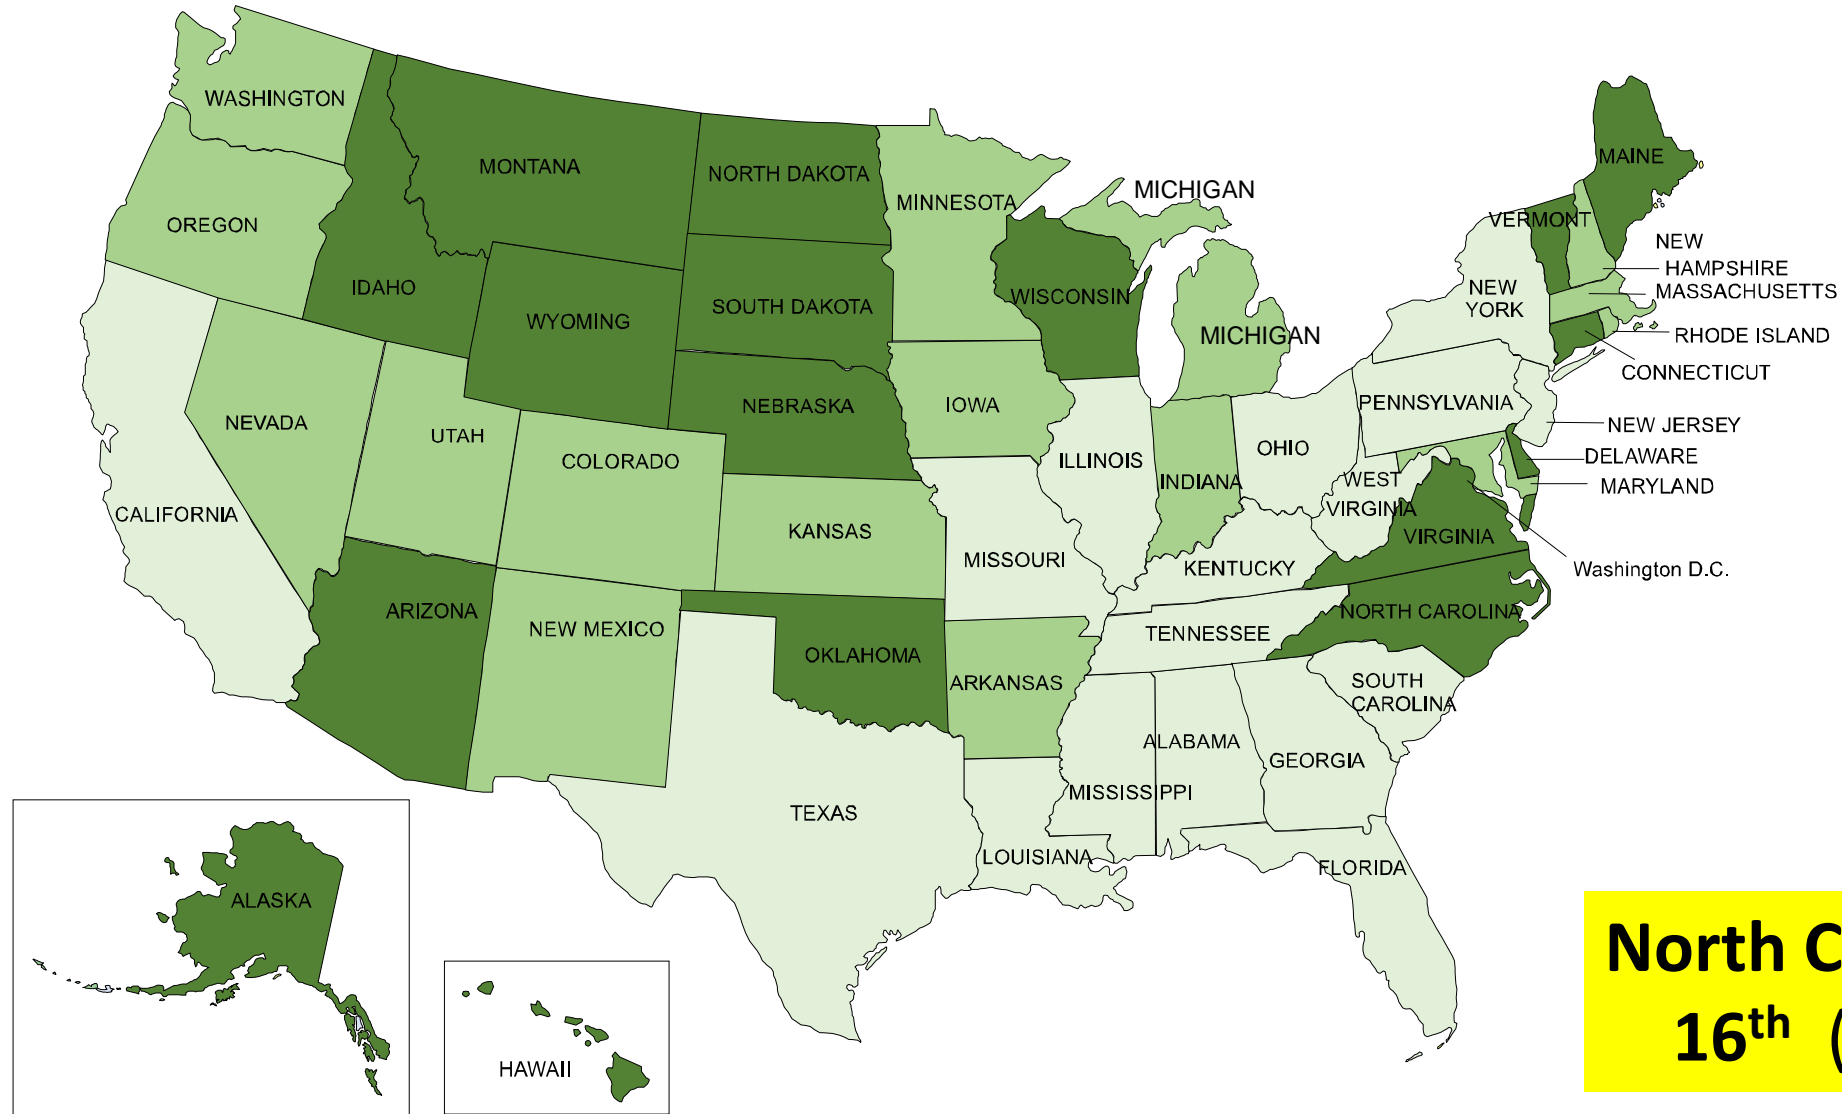 WASHINGTON
OREGON
CALIFORNIA
NEVADA
IDAHO
MONTANA
WYOMING
UTAH
COLORADO
ARIZONA
NEW MEXICO
NORTH DAKOTA
SOUTH DAKOTA
NEBRASKA
KANSAS
OKLAHOMA
TEXAS
MINNESOTA
IOWA
MISSOURI
ARKANSAS
LOUISIANA
WISCONSIN
ILLINOIS
MICHIGAN
MICHIGAN
INDIANA
OHIO
KENTUCKY
TENNESSEE
MISSISSIPPI
ALABAMA
GEORGIA
FLORIDA
SOUTH
CAROLINA
NORTH CAROLINA
VIRGINIA
WEST
VIRGINIA
PENNSYLVANIA
NEW
YORK
VERMONT
MAINE
NEW
HAMPSHIRE
MASSACHUSETTS
RHODE ISLAND
CONNECTICUT
NEW JERSEY
DELAWARE
MARYLAND
Washington D.C.
ALASKA
HAWAII
North C
16th (